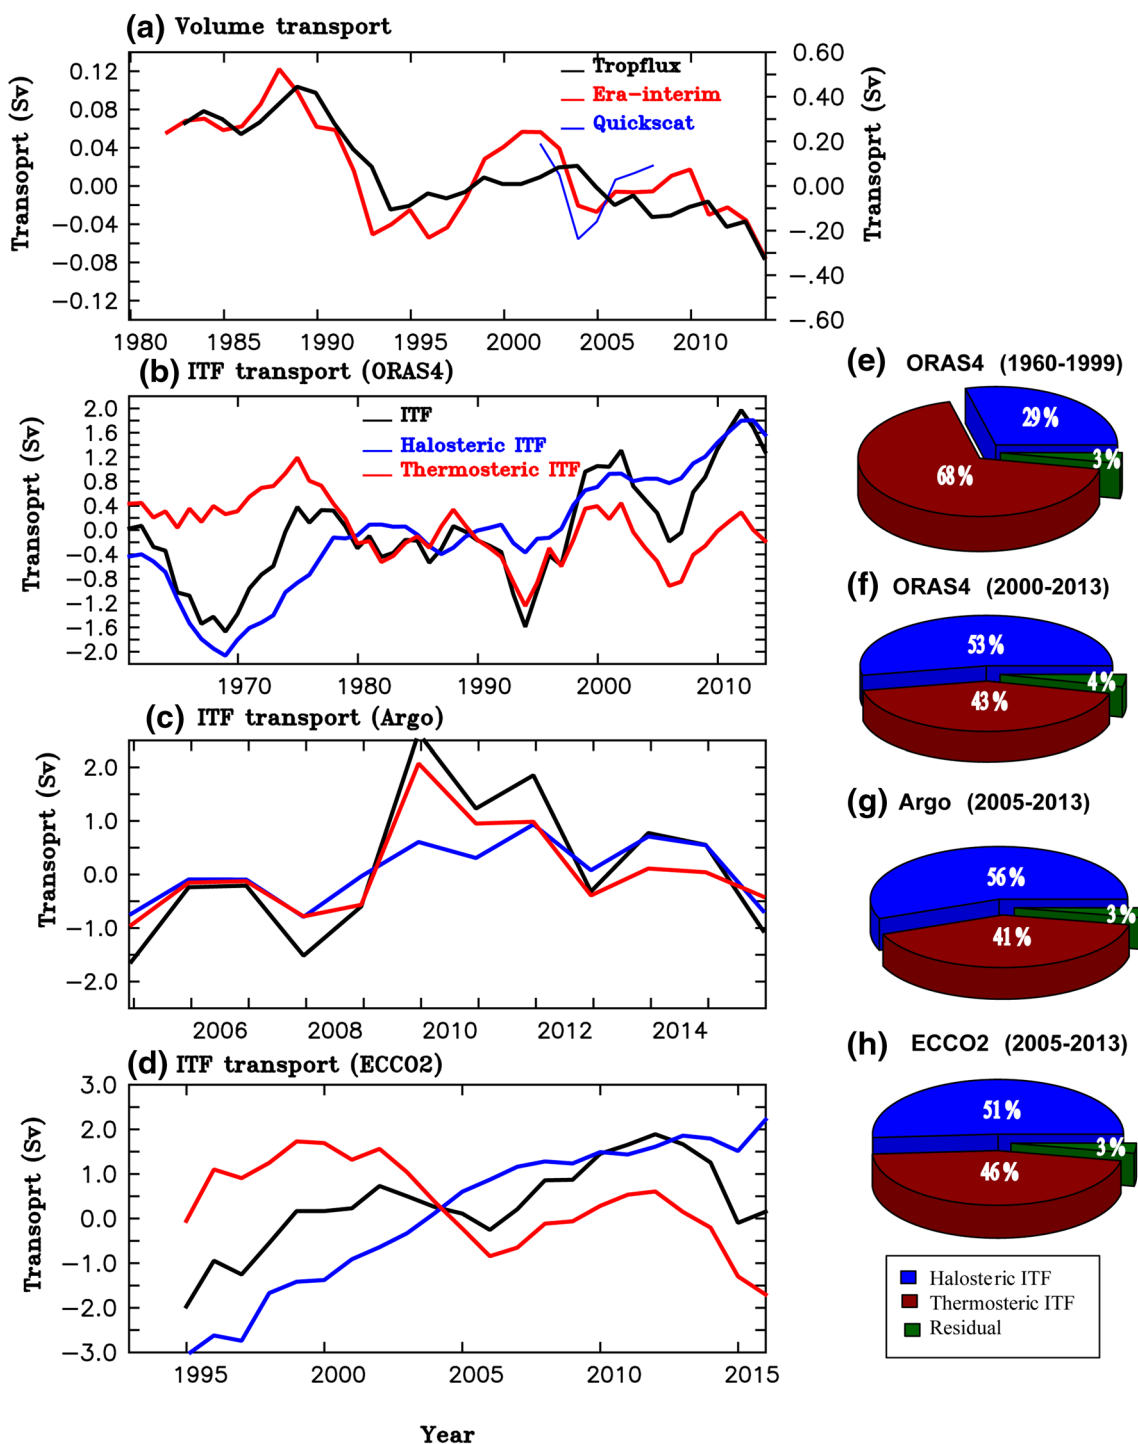 (a) Volume transport
Transoprt (Sv)
0.12
0.08
0.04
0.00
−0.04
−0.08
−0.12
Tropflux
Era−interim
Quickscat
0.60
0.40
0.20
0.00
−.20
−.40
−.60
Transoprt (Sv)
1980 1985 1990 1995 2000 2005 2010
(b) ITF transport (ORAS4)
Transoprt (Sv)
2.0
1.6
1.2
0.8
0.4
0.0
−0.4
−0.8
−1.2
−1.6
−2.0
ITF
Halosteric ITF
Thermosteric ITF
1970 1980 1990 2000 2010
(c) ITF transport (Argo)
Transoprt (Sv)
2.0
1.0
0.0
−1.0
−2.0
2006 2008 2010 2012 2014
(d) ITF transport (ECCO2)
Transoprt (Sv)
3.0
2.0
1.0
0.0
−1.0
−2.0
−3.0
1995 2000 2005 2010 2015
Year
(e) ORAS4 (1960-1999)
29%
3%
68%
(f) ORAS4 (2000-2013)
53%
4%
43%
(g) Argo (2005-2013)
56%
3%
41%
(h) ECCO2 (2005-2013)
51%
3%
46%
Halosteric ITF
Thermosteric ITF
Residual